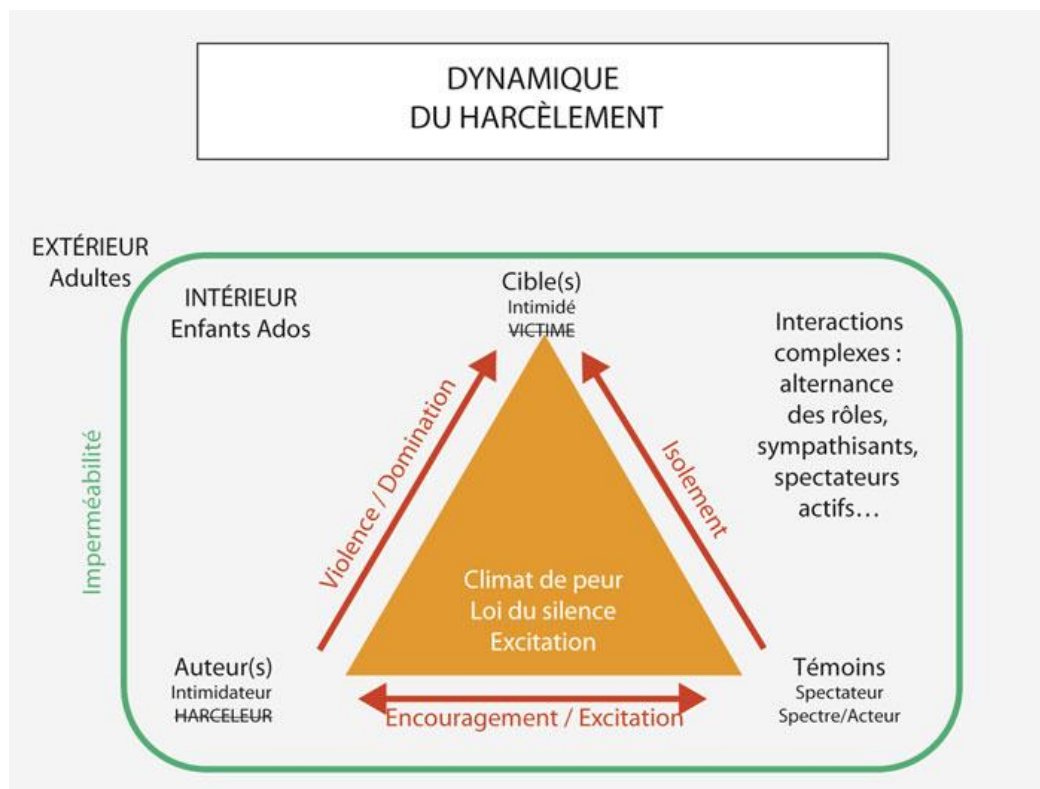 DYNAMIQUE
DU HARCÈLEMENT
EXTÉRIEUR
Adultes
INTÉRIEUR
Enfants Ados
Cible(s)
Intimidé
VICTIME
Interactions
complexes :
alternance
des rôles,
sympathisants,
spectateurs
actifs…
Imperméabilité
Violence / Domination
Isolement
Climat de peur
Loi du silence
Excitation
Auteur(s)
Intimidateur
HARCELEUR
Encouragement / Excitation
Témoins
Spectateur
Spectre/Acteur